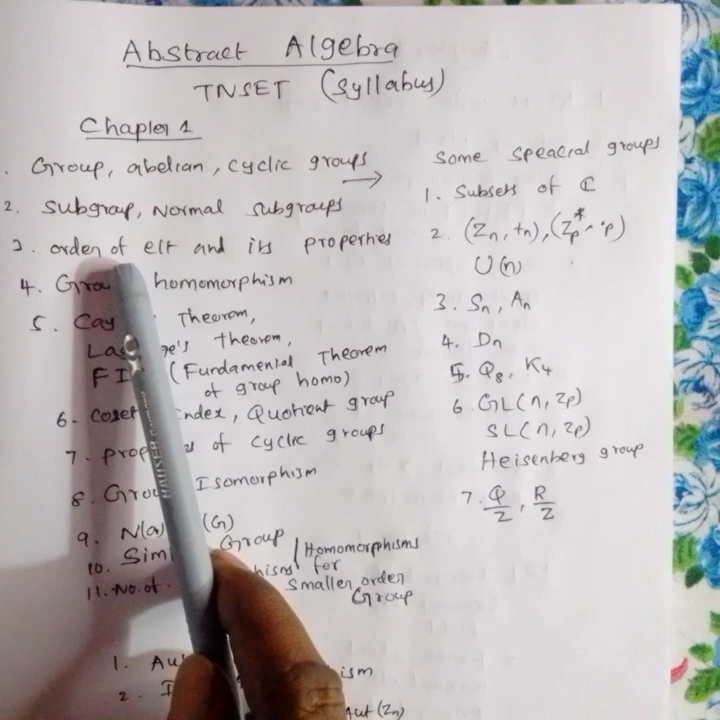 Abstract Algebra
TNSET (Syllabus)
Chapter 1
. Group, abelian, cyclic groups →
2. Subgroup, Normal Subgroups
3. order of elt and its properties
4. homomorphism
5. Theorem,
theorem,
(Fundamental Theorem
of group homo)
6. index, Quotient group
7. of cyclic groups
8. Isomorphism
9. N(a) (G)
10. Group / Homomorphisms
11. No. of for
smaller order
Group
1.
2.
Aut(Zn)
Some Speacial groups
1. Subsets of ℂ
2. (Zn, +n), (Zp*, ·p)
U(n)
3. Sn, An
4. Dn
5. Q8, K4
6. GL(n, Zp)
SL(n, Zp)
Heisenberg group
7. Q/Z, R/Z